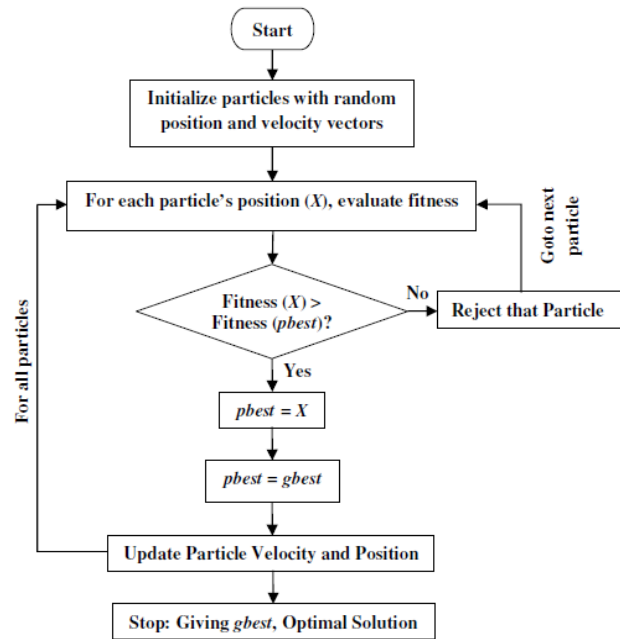 Start
Initialize particles with random
position and velocity vectors
For each particle's position (X), evaluate fitness
Goto next
particle
Fitness (X) >
Fitness (pbest)?
No
Reject that Particle
For all particles
Yes
pbest = X
pbest = gbest
Update Particle Velocity and Position
Stop: Giving gbest, Optimal Solution